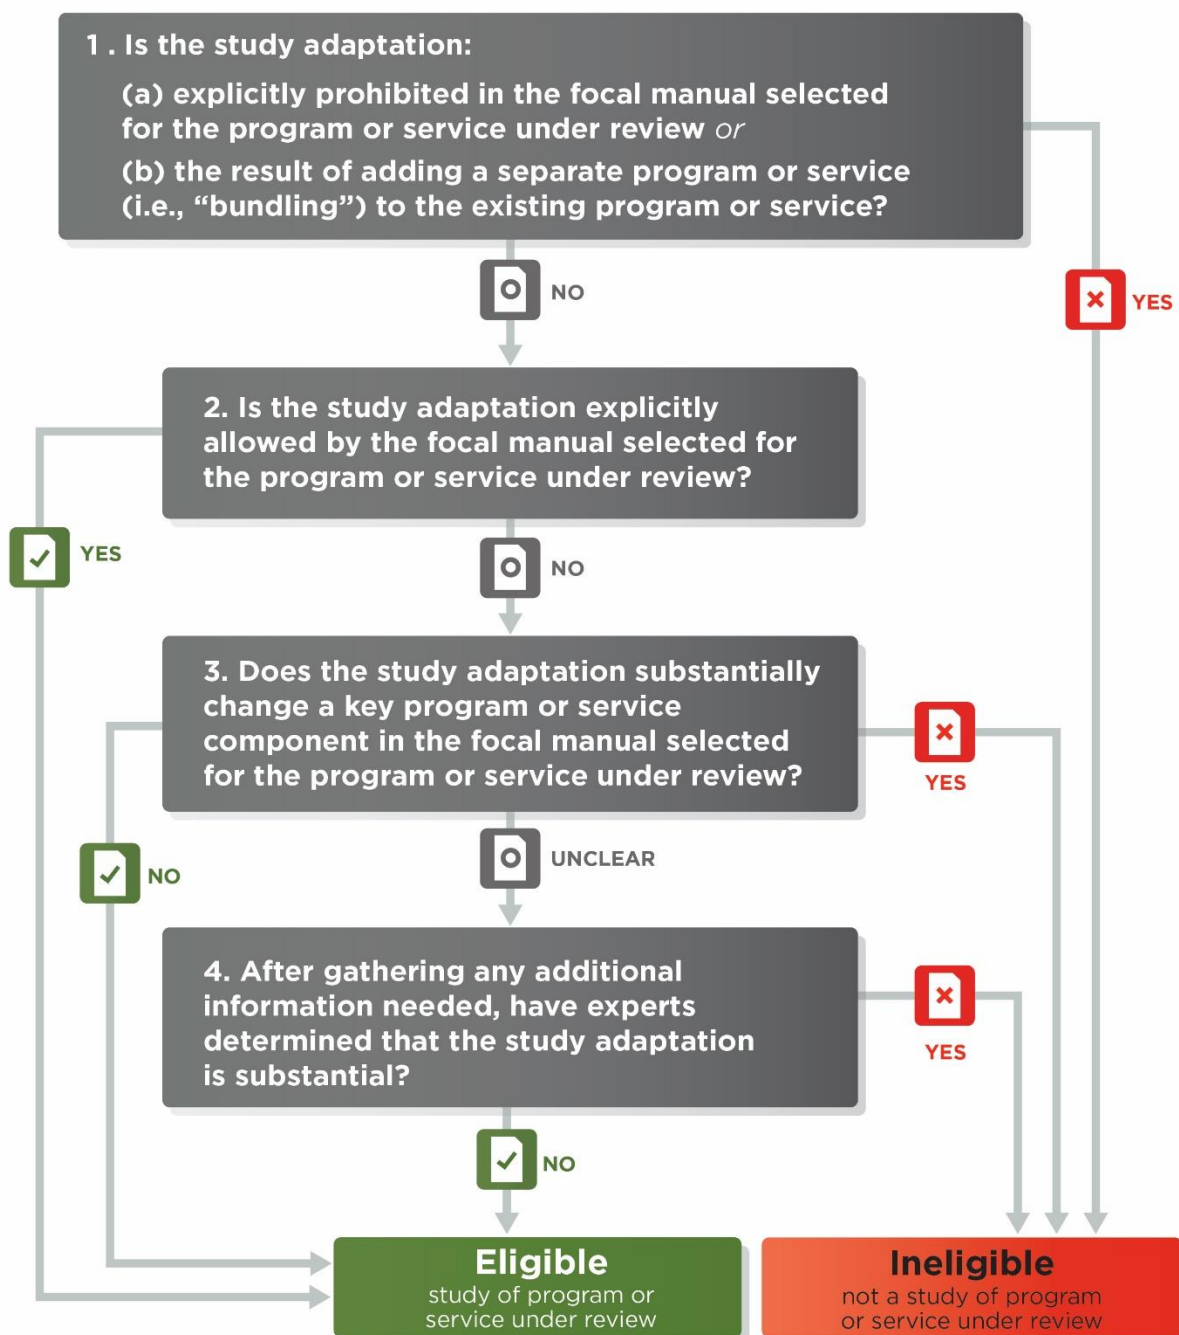 1. Is the study adaptation:
(a) explicitly prohibited in the focal manual selected
for the program or service under review or
(b) the result of adding a separate program or service
(i.e., “bundling”) to the existing program or service?
NO
YES
2. Is the study adaptation explicitly
allowed by the focal manual selected for
the program or service under review?
YES
NO
3. Does the study adaptation substantially
change a key program or service
component in the focal manual selected
for the program or service under review?
YES
UNCLEAR
NO
4. After gathering any additional
information needed, have experts
determined that the study adaptation
is substantial?
YES
NO
Eligible
study of program or
service under review
Ineligible
not a study of program
or service under review